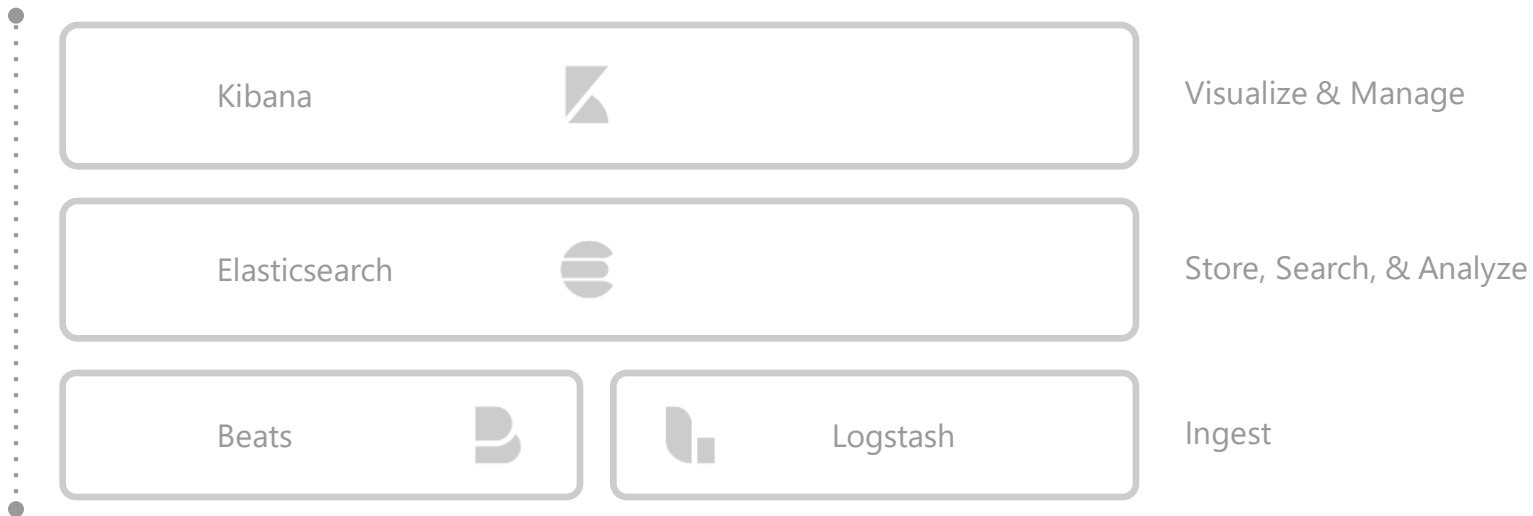 Kibana
Visualize & Manage
Elasticsearch
Store, Search, & Analyze
Beats
Logstash
Ingest